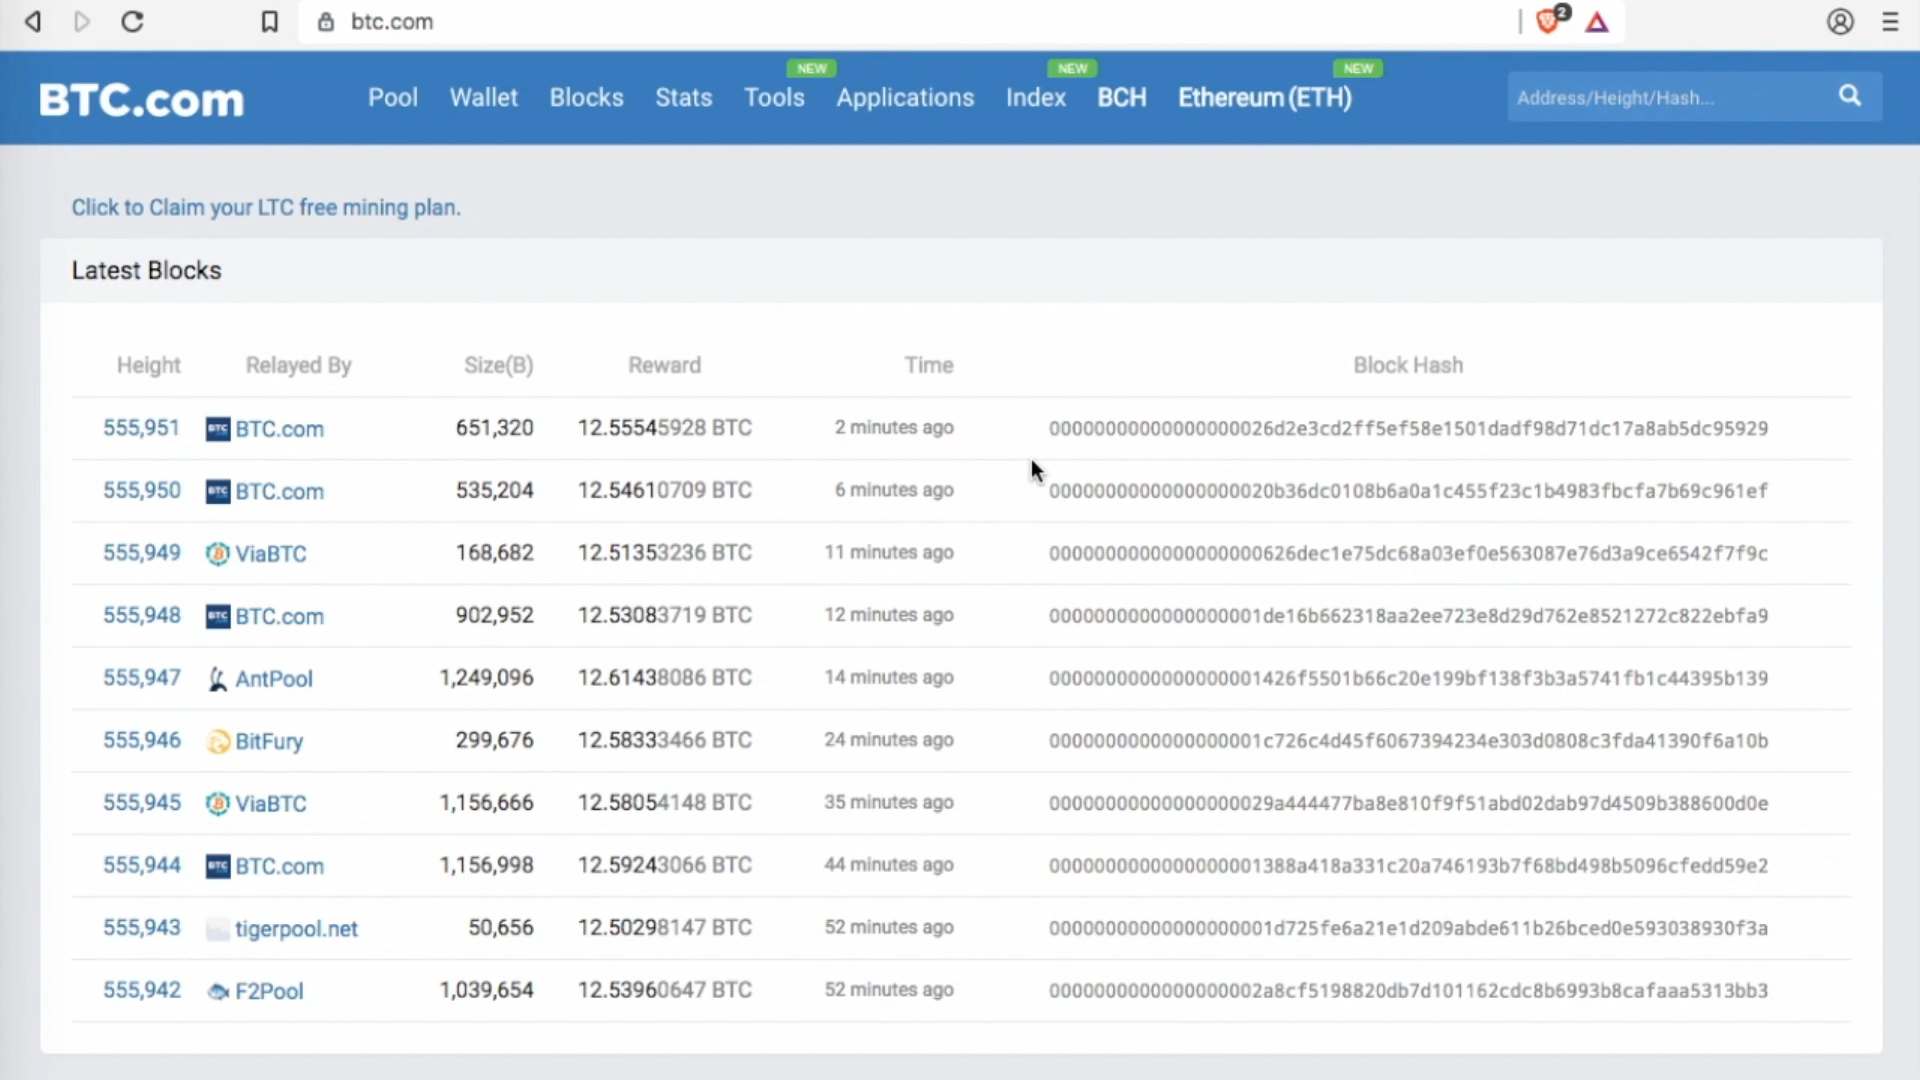 btc.com
2
BTC.com
Pool Wallet Blocks Stats Tools NEW Applications Index NEW BCH Ethereum (ETH) NEW
Address/Height/Hash...
Click to Claim your LTC free mining plan.
Latest Blocks
Height Relayed By Size(B) Reward Time Block Hash
555,951 BTC.com 651,320 12.55545928 BTC 2 minutes ago 00000000000000000026d2e3cd2ff5ef58e1501dadf98d71dc17a8ab5dc95929
555,950 BTC.com 535,204 12.54610709 BTC 6 minutes ago 00000000000000000020b36dc0108b6a0a1c455f23c1b4983fbcfa7b69c961ef
555,949 ViaBTC 168,682 12.51353236 BTC 11 minutes ago 0000000000000000000626dec1e75dc68a03ef0e563087e76d3a9ce6542f7f9c
555,948 BTC.com 902,952 12.53083719 BTC 12 minutes ago 0000000000000000001de16b662318aa2ee723e8d29d762e8521272c822ebfa9
555,947 AntPool 1,249,096 12.61438086 BTC 14 minutes ago 0000000000000000001426f5501b66c20e199bf138f3b3a5741fb1c44395b139
555,946 BitFury 299,676 12.58333466 BTC 24 minutes ago 0000000000000000001c726c4d45f6067394234e303d0808c3fda41390f6a10b
555,945 ViaBTC 1,156,666 12.58054148 BTC 35 minutes ago 00000000000000000029a444477ba8e810f9f51abd02dab97d4509b388600d0e
555,944 BTC.com 1,156,998 12.59243066 BTC 44 minutes ago 0000000000000000001388a418a331c20a746193b7f68bd498b5096cfedd59e2
555,943 tigerpool.net 50,656 12.50298147 BTC 52 minutes ago 0000000000000000001d725fe6a21e1d209abde611b26bced0e593038930f3a
555,942 F2Pool 1,039,654 12.53960647 BTC 52 minutes ago 0000000000000000002a8cf5198820db7d101162cdc8b6993b8cafaaa5313bb3